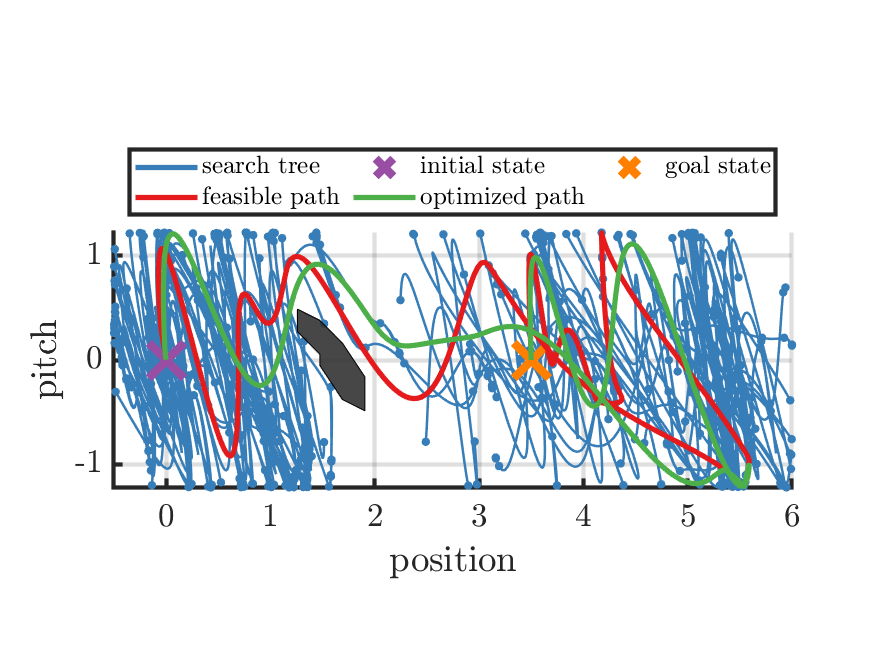 search tree initial state goal state
feasible path optimized path
1
0
-1
pitch
0 1 2 3 4 5 6
position